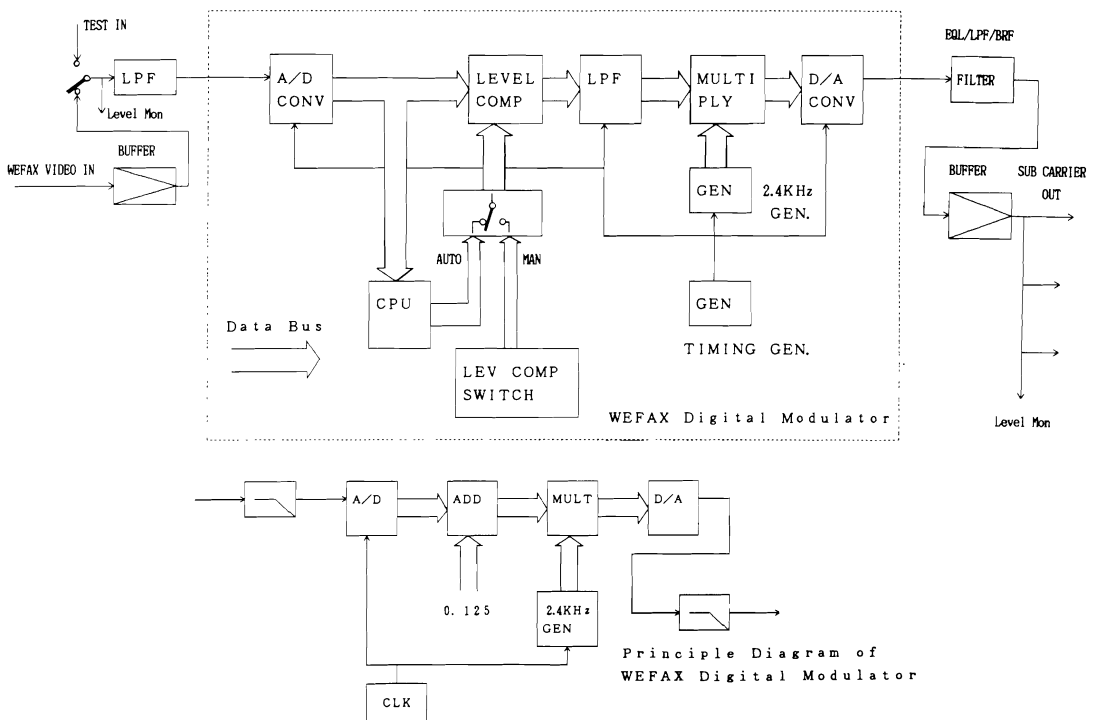 TEST IN
EQL/LPF/BRF
LPF
A/D
CONV
LEVEL
COMP
LPF
MULTI
PLY
D/A
CONV
FILTER
Level Mon
BUFFER
WEFAX VIDEO IN
GEN
2.4KHz
GEN.
BUFFER
SUB CARRIER
OUT
AUTO
MAN
CPU
GEN
Data Bus
TIMING GEN.
LEV COMP
SWITCH
WEFAX Digital Modulator
Level Mon
A/D
ADD
MULT
D/A
0.125
2.4KHz
GEN
Principle Diagram of
WEFAX Digital Modulator
CLK